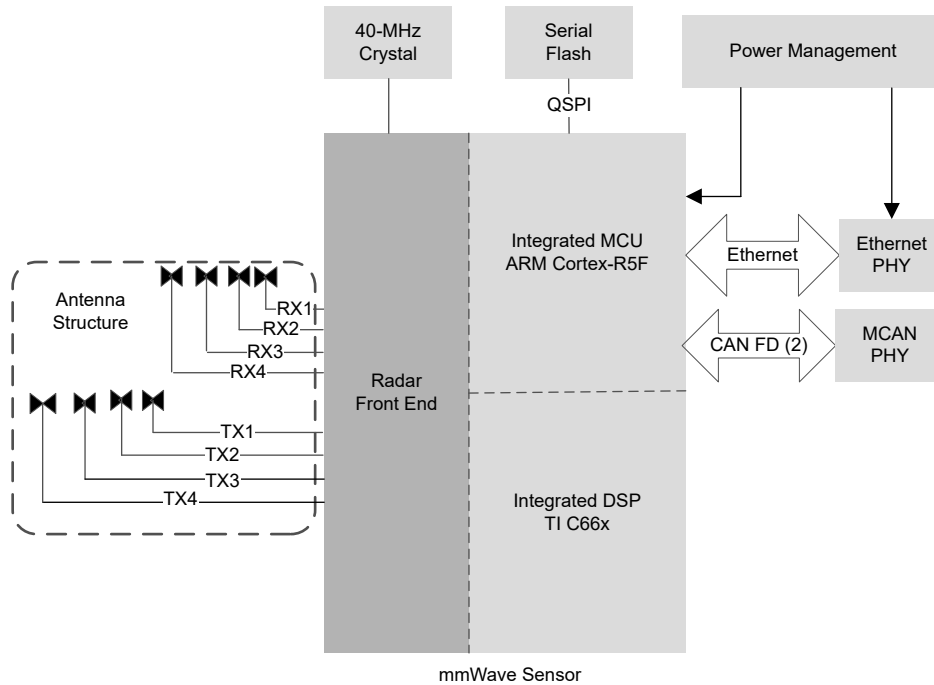 40-MHz
Crystal
Serial
Flash
Power Management
QSPI
Integrated MCU
ARM Cortex-R5F
Ethernet
Ethernet
PHY
Antenna
Structure
RX1
RX2
RX3
RX4
CAN FD (2)
MCAN
PHY
Radar
Front End
TX1
TX2
TX3
TX4
Integrated DSP
TI C66x
mmWave Sensor